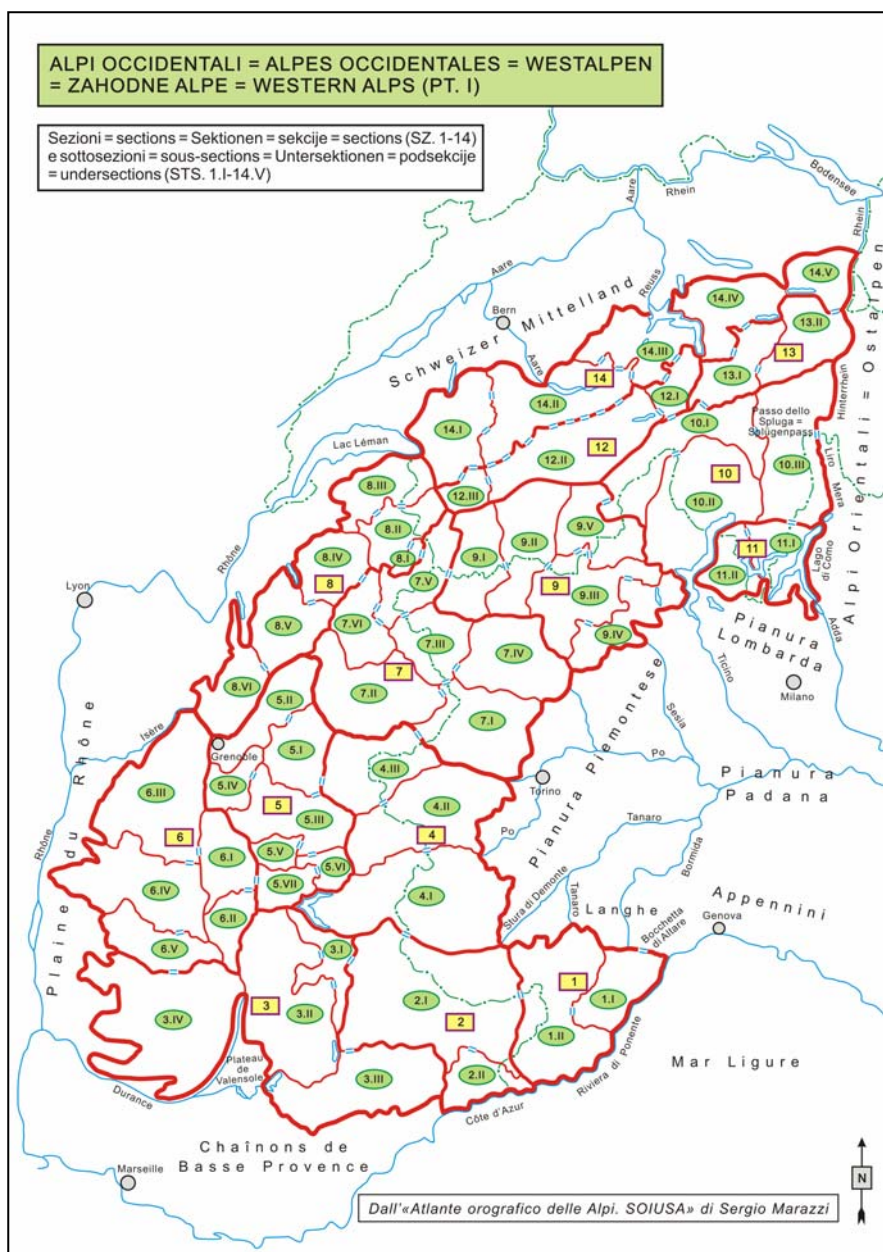 ALPI OCCIDENTALI = ALPES OCCIDENTALES = WESTALPEN
= ZAHODNE ALPE = WESTERN ALPS (PT. I)
Sezioni = sections = Sektionen = sekcije = sections (SZ. 1-14)
e sottosezioni = sous-sections = Untersektionen = podsekcije
= undersections (STS. 1.I-14.V)
Bodensee
Aare
Rhein
Rhein
Aare
Reuss
Bern
Schweizer Mittelland
Aare
14.V
14.IV
13.II
14.III
13
14
13.I
12.I
14.II
14.I
10.I
Passo dello
Spluga =
Splügenpass
Hinterrhein
Alpi Orientali = Ostalpen
Lac Léman
12
12.II
10.III
Liro
10
8.III
12.III
10.II
Mera
8.II
9.V
9.II
9.I
11
11.I
8.IV
8.I
7.V
9
11.II
Lago
di Como
Rhône
8
9.III
Lyon
8.V
7.VI
9.IV
7.III
7.IV
Pianura
Lombarda
Adda
7
8.VI
7.II
Ticino
Milano
5.II
7.I
Sesia
Isère
Grenoble
5.I
4.III
Po
Torino
Pianura Piemontese
Pianura
Padana
6.III
5.IV
5
4.II
5.III
4
Po
Tanaro
Plaine du Rhône
Rhône
6
6.I
5.V
5.VI
Bormida
6.IV
5.VII
4.I
Stura di Demonte
Tanaro
Langhe
Appennini
Genova
6.II
Bocchetta
di Altare
6.V
3.I
1
3.IV
3
3.II
2.I
2
1.I
1.II
Plateau
de
Valensole
3.III
2.II
Riviera di Ponente
Mar Ligure
Durance
Côte d'Azur
Chaînons de
Basse Provence
Marseille
N
Dall'«Atlante orografico delle Alpi. SOIUSA» di Sergio Marazzi